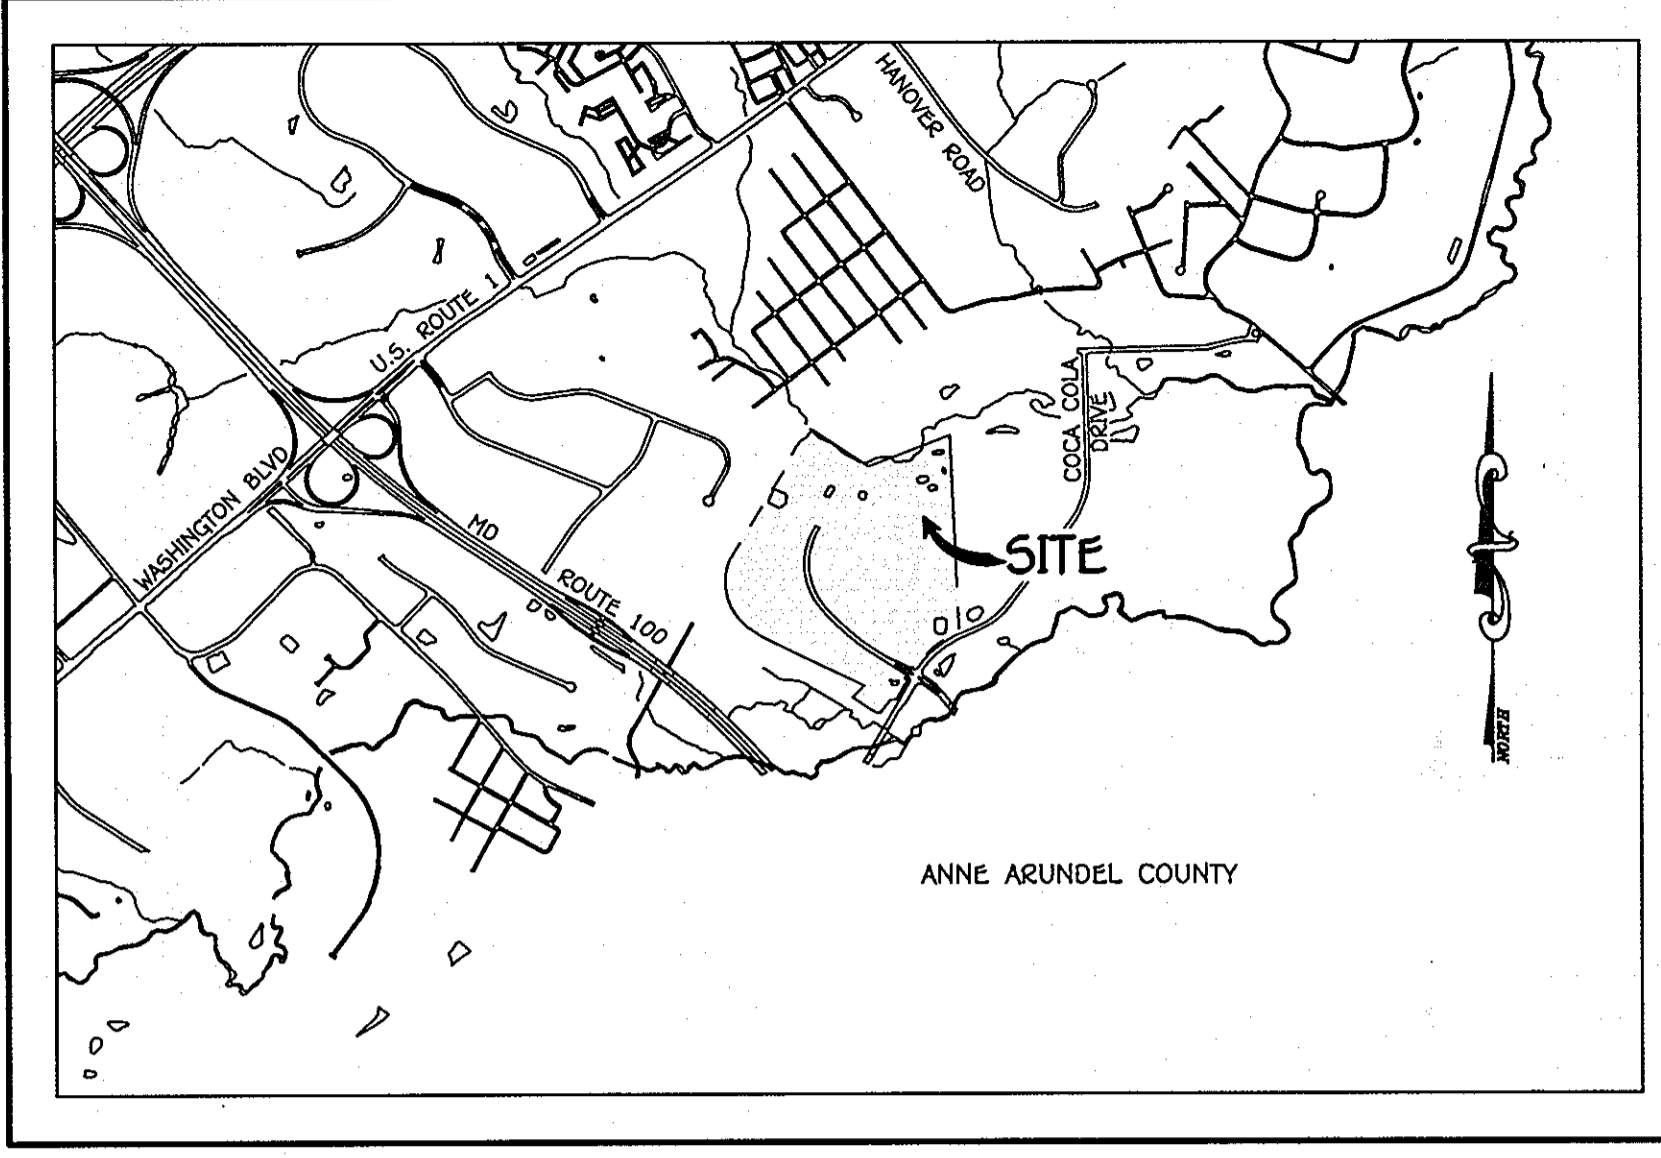 HANOVER ROAD
U.S. ROUTE 1
COCA COLA
DRIVE
WASHINGTON BLVD
MD
ROUTE 100
SITE
NORTH
ANNE ARUNDEL COUNTY